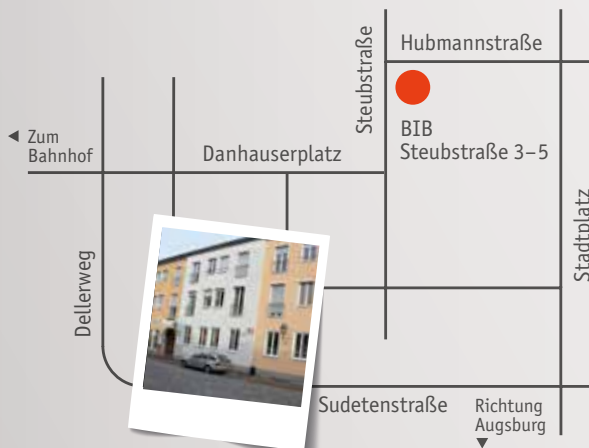 Steubstraße
Hubmannstraße
BIB
Steubstraße 3–5
Zum
Bahnhof
Danhauserplatz
Stadtplatz
Dellerweg
Sudetenstraße
Richtung
Augsburg